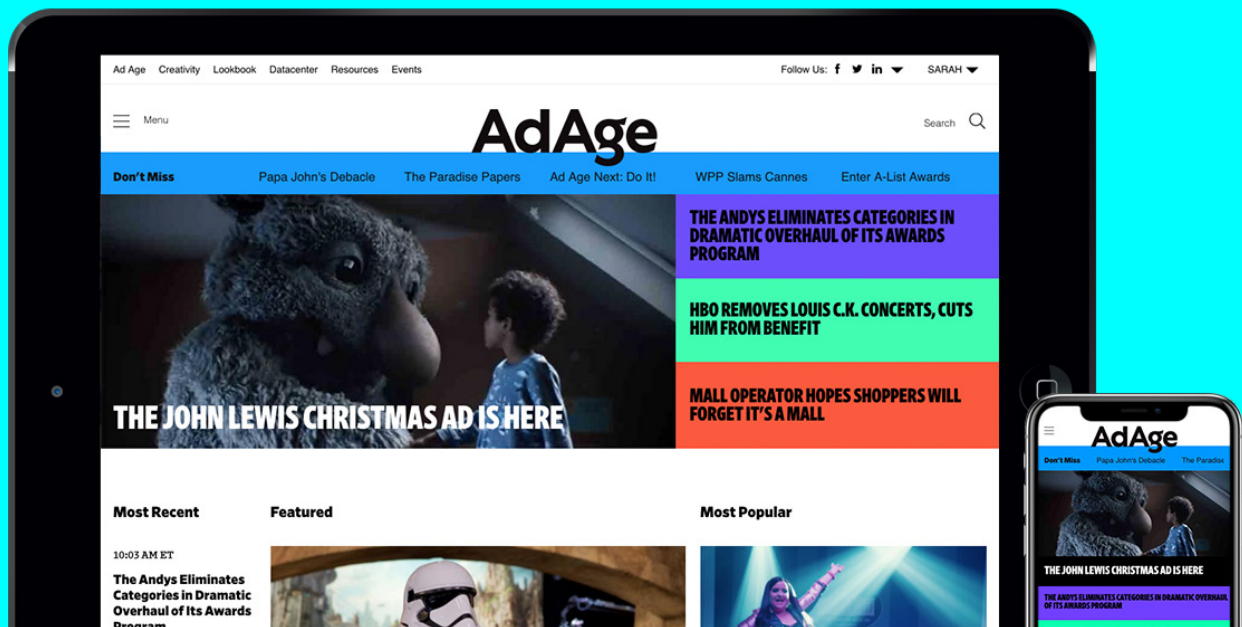 Ad Age Creativity Lookbook Datacenter Resources Events
Follow Us: SARAH
Menu
AdAge
Search
Don't Miss Papa John's Debacle The Paradise Papers Ad Age Next: Do It! WPP Slams Cannes Enter A-List Awards
THE JOHN LEWIS CHRISTMAS AD IS HERE
THE ANDYS ELIMINATES CATEGORIES IN
DRAMATIC OVERHAUL OF ITS AWARDS
PROGRAM
HBO REMOVES LOUIS C.K. CONCERTS, CUTS
HIM FROM BENEFIT
MALL OPERATOR HOPES SHOPPERS WILL
FORGET IT'S A MALL
Most Recent
10:03 AM ET
The Andys Eliminates
Categories in Dramatic
Overhaul of Its Awards
Program
Featured
Most Popular
AdAge
Don't Miss Papa John's Debacle The Paradise
THE JOHN LEWIS CHRISTMAS AD IS HERE
THE ANDYS ELIMINATES CATEGORIES IN DRAMATIC OVERHAUL
OF ITS AWARDS PROGRAM